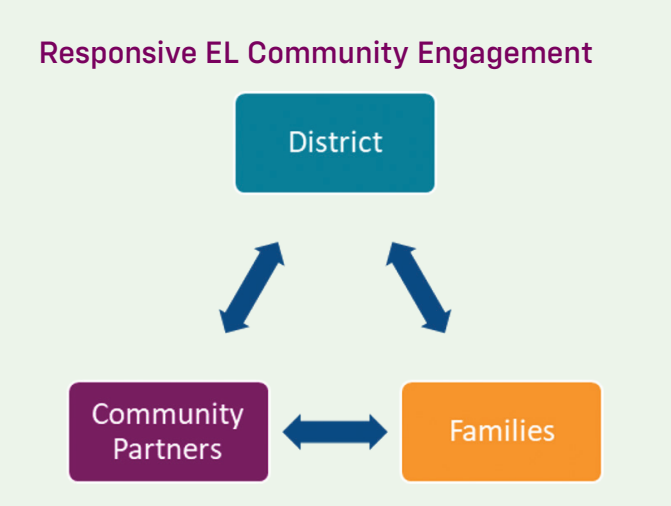 Responsive EL Community Engagement
District
Community
Partners
Families